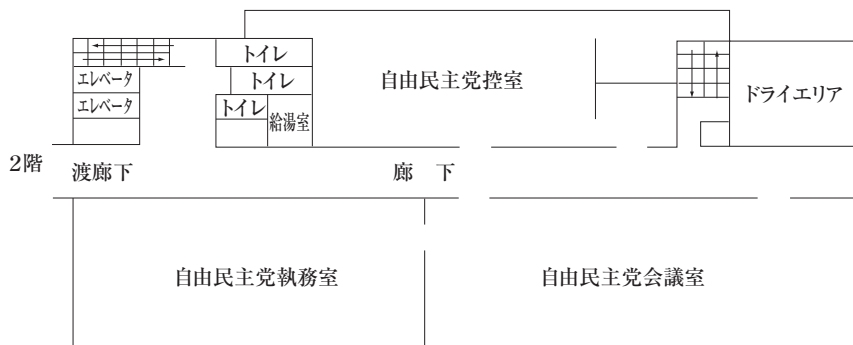 トイレ
エレベータ
トイレ
自由民主党控室
ドライエリア
エレベータ
トイレ
給湯室
2階
渡廊下
廊 下
自由民主党執務室
自由民主党会議室